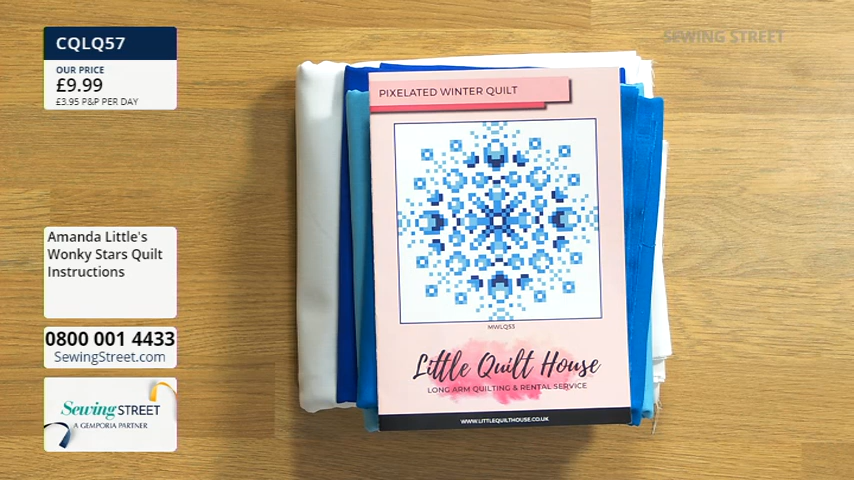 CQLQ57
OUR PRICE
£9.99
£3.95 P&P PER DAY
Amanda Little's
Wonky Stars Quilt
Instructions
0800 001 4433
SewingStreet.com
Sewing STREET
A GEMPORIA PARTNER
SEWING STREET
PIXELATED WINTER QUILT
MWLQ53
Little Quilt House
LONG ARM QUILTING & RENTAL SERVICE
WWW.LITTLEQUILTHOUSE.CO.UK